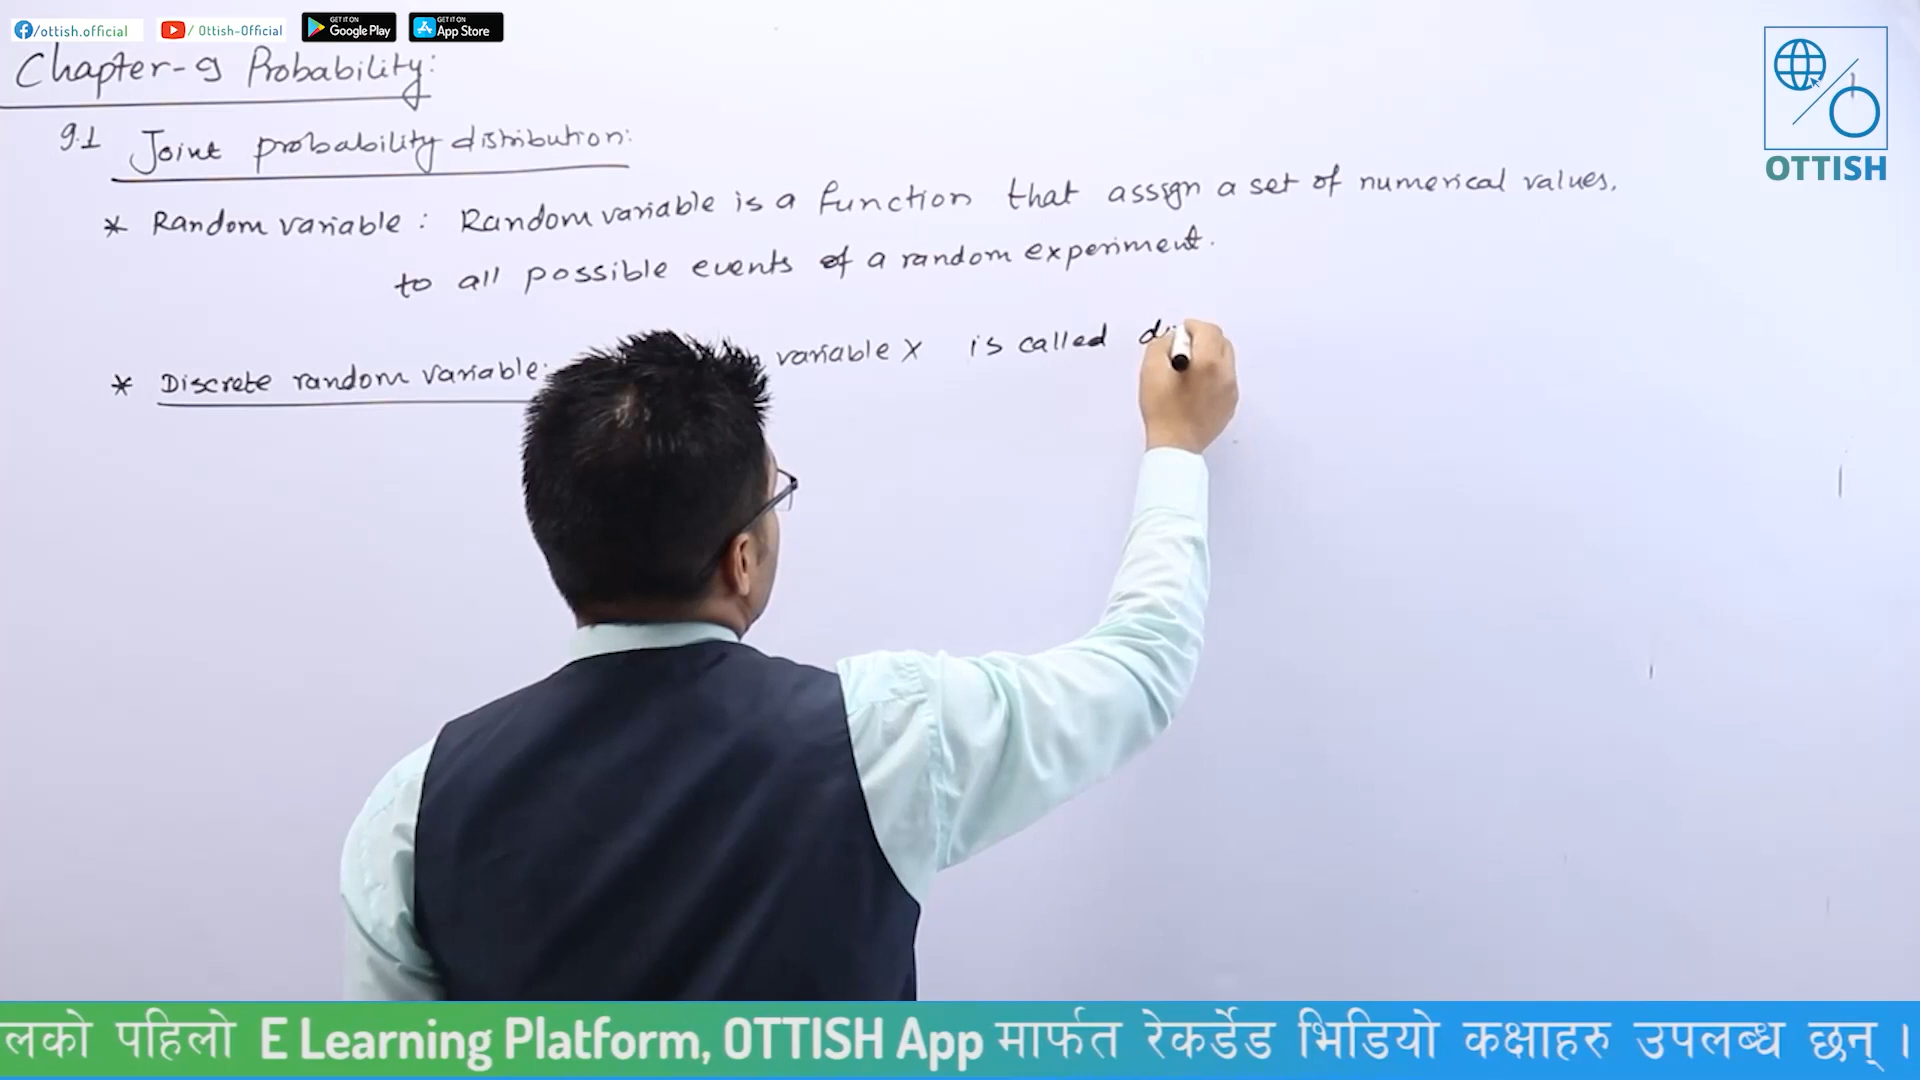 /ottish.official
/ Ottish-Official
GET IT ON Google Play
GET IT ON App Store
OTTISH
Chapter-9 Probability:
9.1 Joint probability distribution:
* Random variable: Random variable is a function that assign a set of numerical values.
to all possible events of a random experiment.
* Discrete random variable: variable X is called
लको पहिलो E Learning Platform, OTTISH App मार्फत रेकर्डेड भिडियो कक्षाहरु उपलब्ध छन् ।